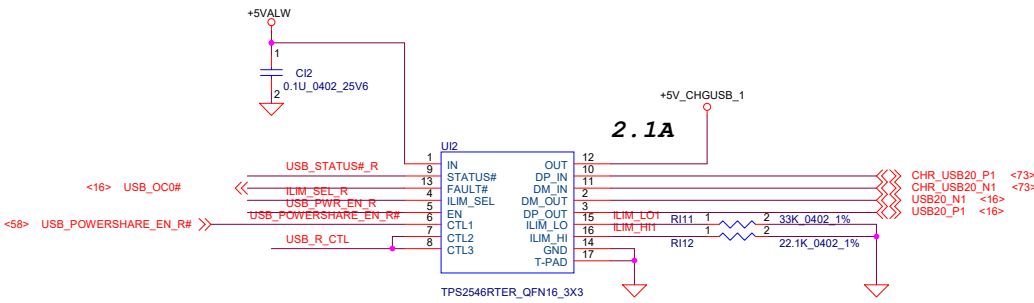 +5VALW
1
CI2
0.1U_0402_25V6
2
+5V_CHGUSB_1
2.1A
UI2
USB_STATUS#_R
<16> USB_OC0#
ILIM_SEL_R
USB_PWR_EN_R
USB_POWERSHARE_EN_R#
<58> USB_POWERSHARE_EN_R#
USB_R_CTL
1 IN
9 STATUS#
13 FAULT#
4 ILIM_SEL
5 EN
6 CTL1
7 CTL2
8 CTL3
OUT 12
DP_IN 10
DM_IN 11
DM_OUT 2
DP_OUT 3
ILIM_LO 15
ILIM_HI 16
GND 14
T-PAD 17
CHR_USB20_P1 <73>
CHR_USB20_N1 <73>
USB20_N1 <16>
USB20_P1 <16>
ILIM_LO1 RI11 1 2 33K_0402_1%
ILIM_HI1 RI12 1 2 22.1K_0402_1%
TPS2546RTER_QFN16_3X3